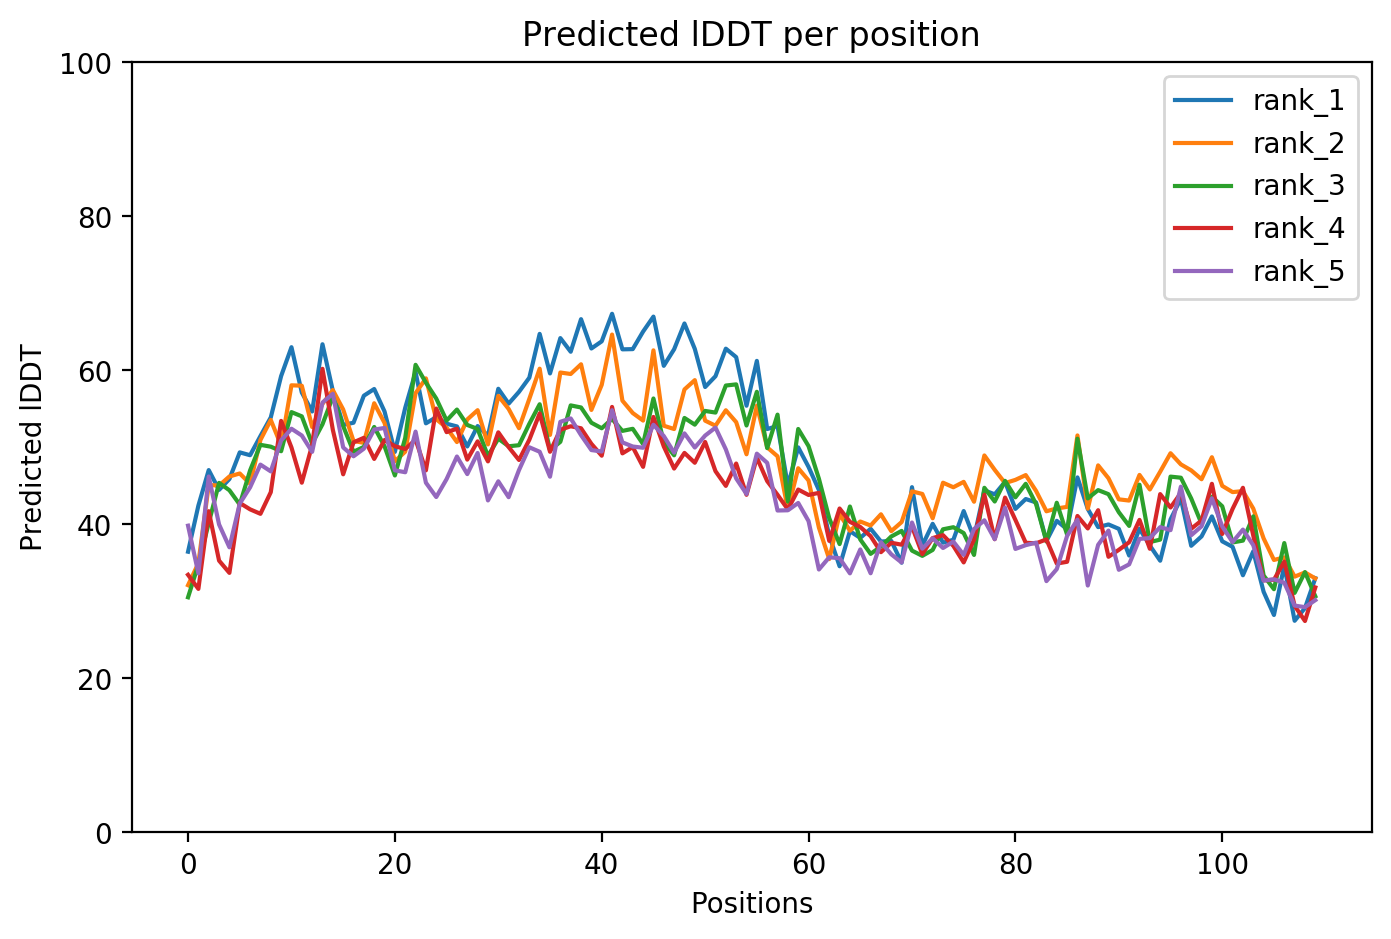 Predicted lDDT per position
100
80
60
40
20
0
Predicted lDDT
0 20 40 60 80 100
Positions
rank_1
rank_2
rank_3
rank_4
rank_5